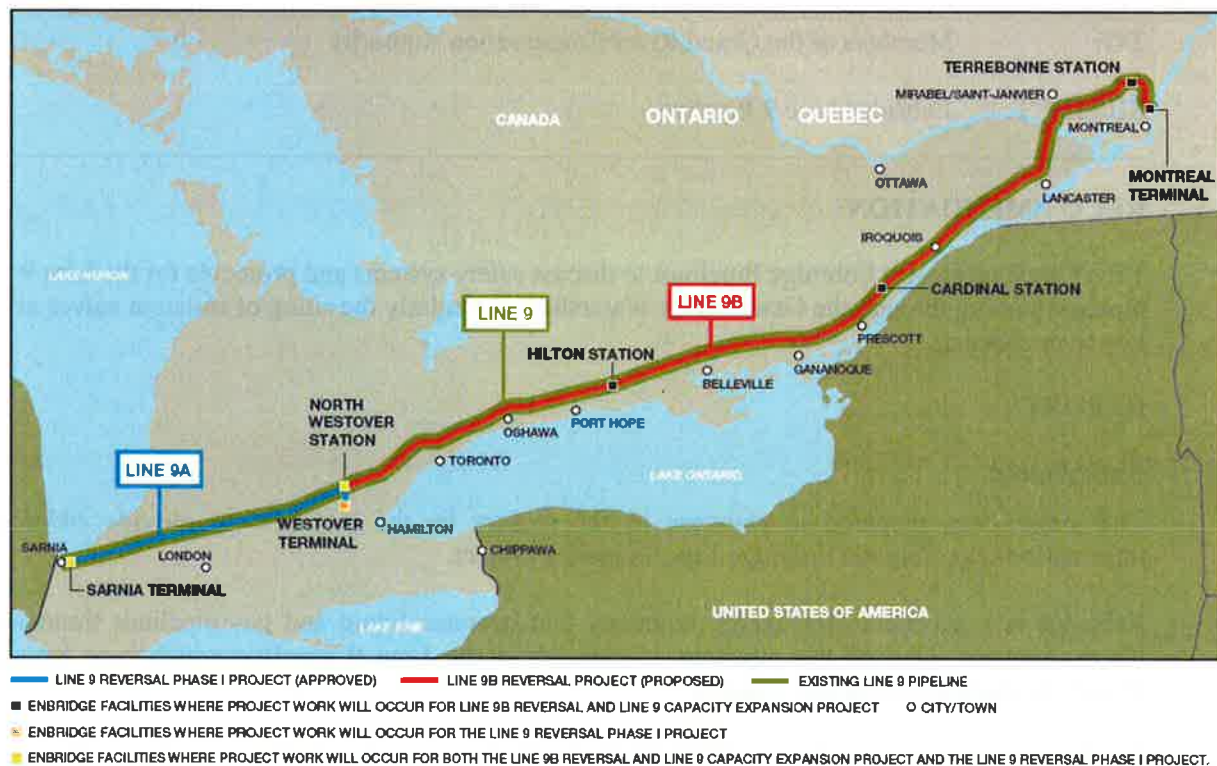 TERREBONNE STATION
MIRABEL/SAINT-JANVIER
CANADA
ONTARIO
QUEBEC
MONTREAL
OTTAWA
MONTREAL
TERMINAL
LANCASTER
IROQUOIS
LAKE HURON
CARDINAL STATION
LINE 9
LINE 9B
PRESCOTT
HILTON STATION
GANANOQUE
BELLEVILLE
NORTH
WESTOVER
STATION
PORT HOPE
OSHAWA
TORONTO
LINE 9A
LAKE ONTARIO
HAMILTON
WESTOVER
TERMINAL
SARNIA
LONDON
CHIPPAWA
SARNIA TERMINAL
UNITED STATES OF AMERICA
LAKE ERIE
LINE 9 REVERSAL PHASE I PROJECT (APPROVED)
LINE 9B REVERSAL PROJECT (PROPOSED)
EXISTING LINE 9 PIPELINE
ENBRIDGE FACILITIES WHERE PROJECT WORK WILL OCCUR FOR LINE 9B REVERSAL AND LINE 9 CAPACITY EXPANSION PROJECT
CITY/TOWN
ENBRIDGE FACILITIES WHERE PROJECT WORK WILL OCCUR FOR THE LINE 9 REVERSAL PHASE I PROJECT
ENBRIDGE FACILITIES WHERE PROJECT WORK WILL OCCUR FOR BOTH THE LINE 9B REVERSAL AND LINE 9 CAPACITY EXPANSION PROJECT AND THE LINE 9 REVERSAL PHASE I PROJECT.